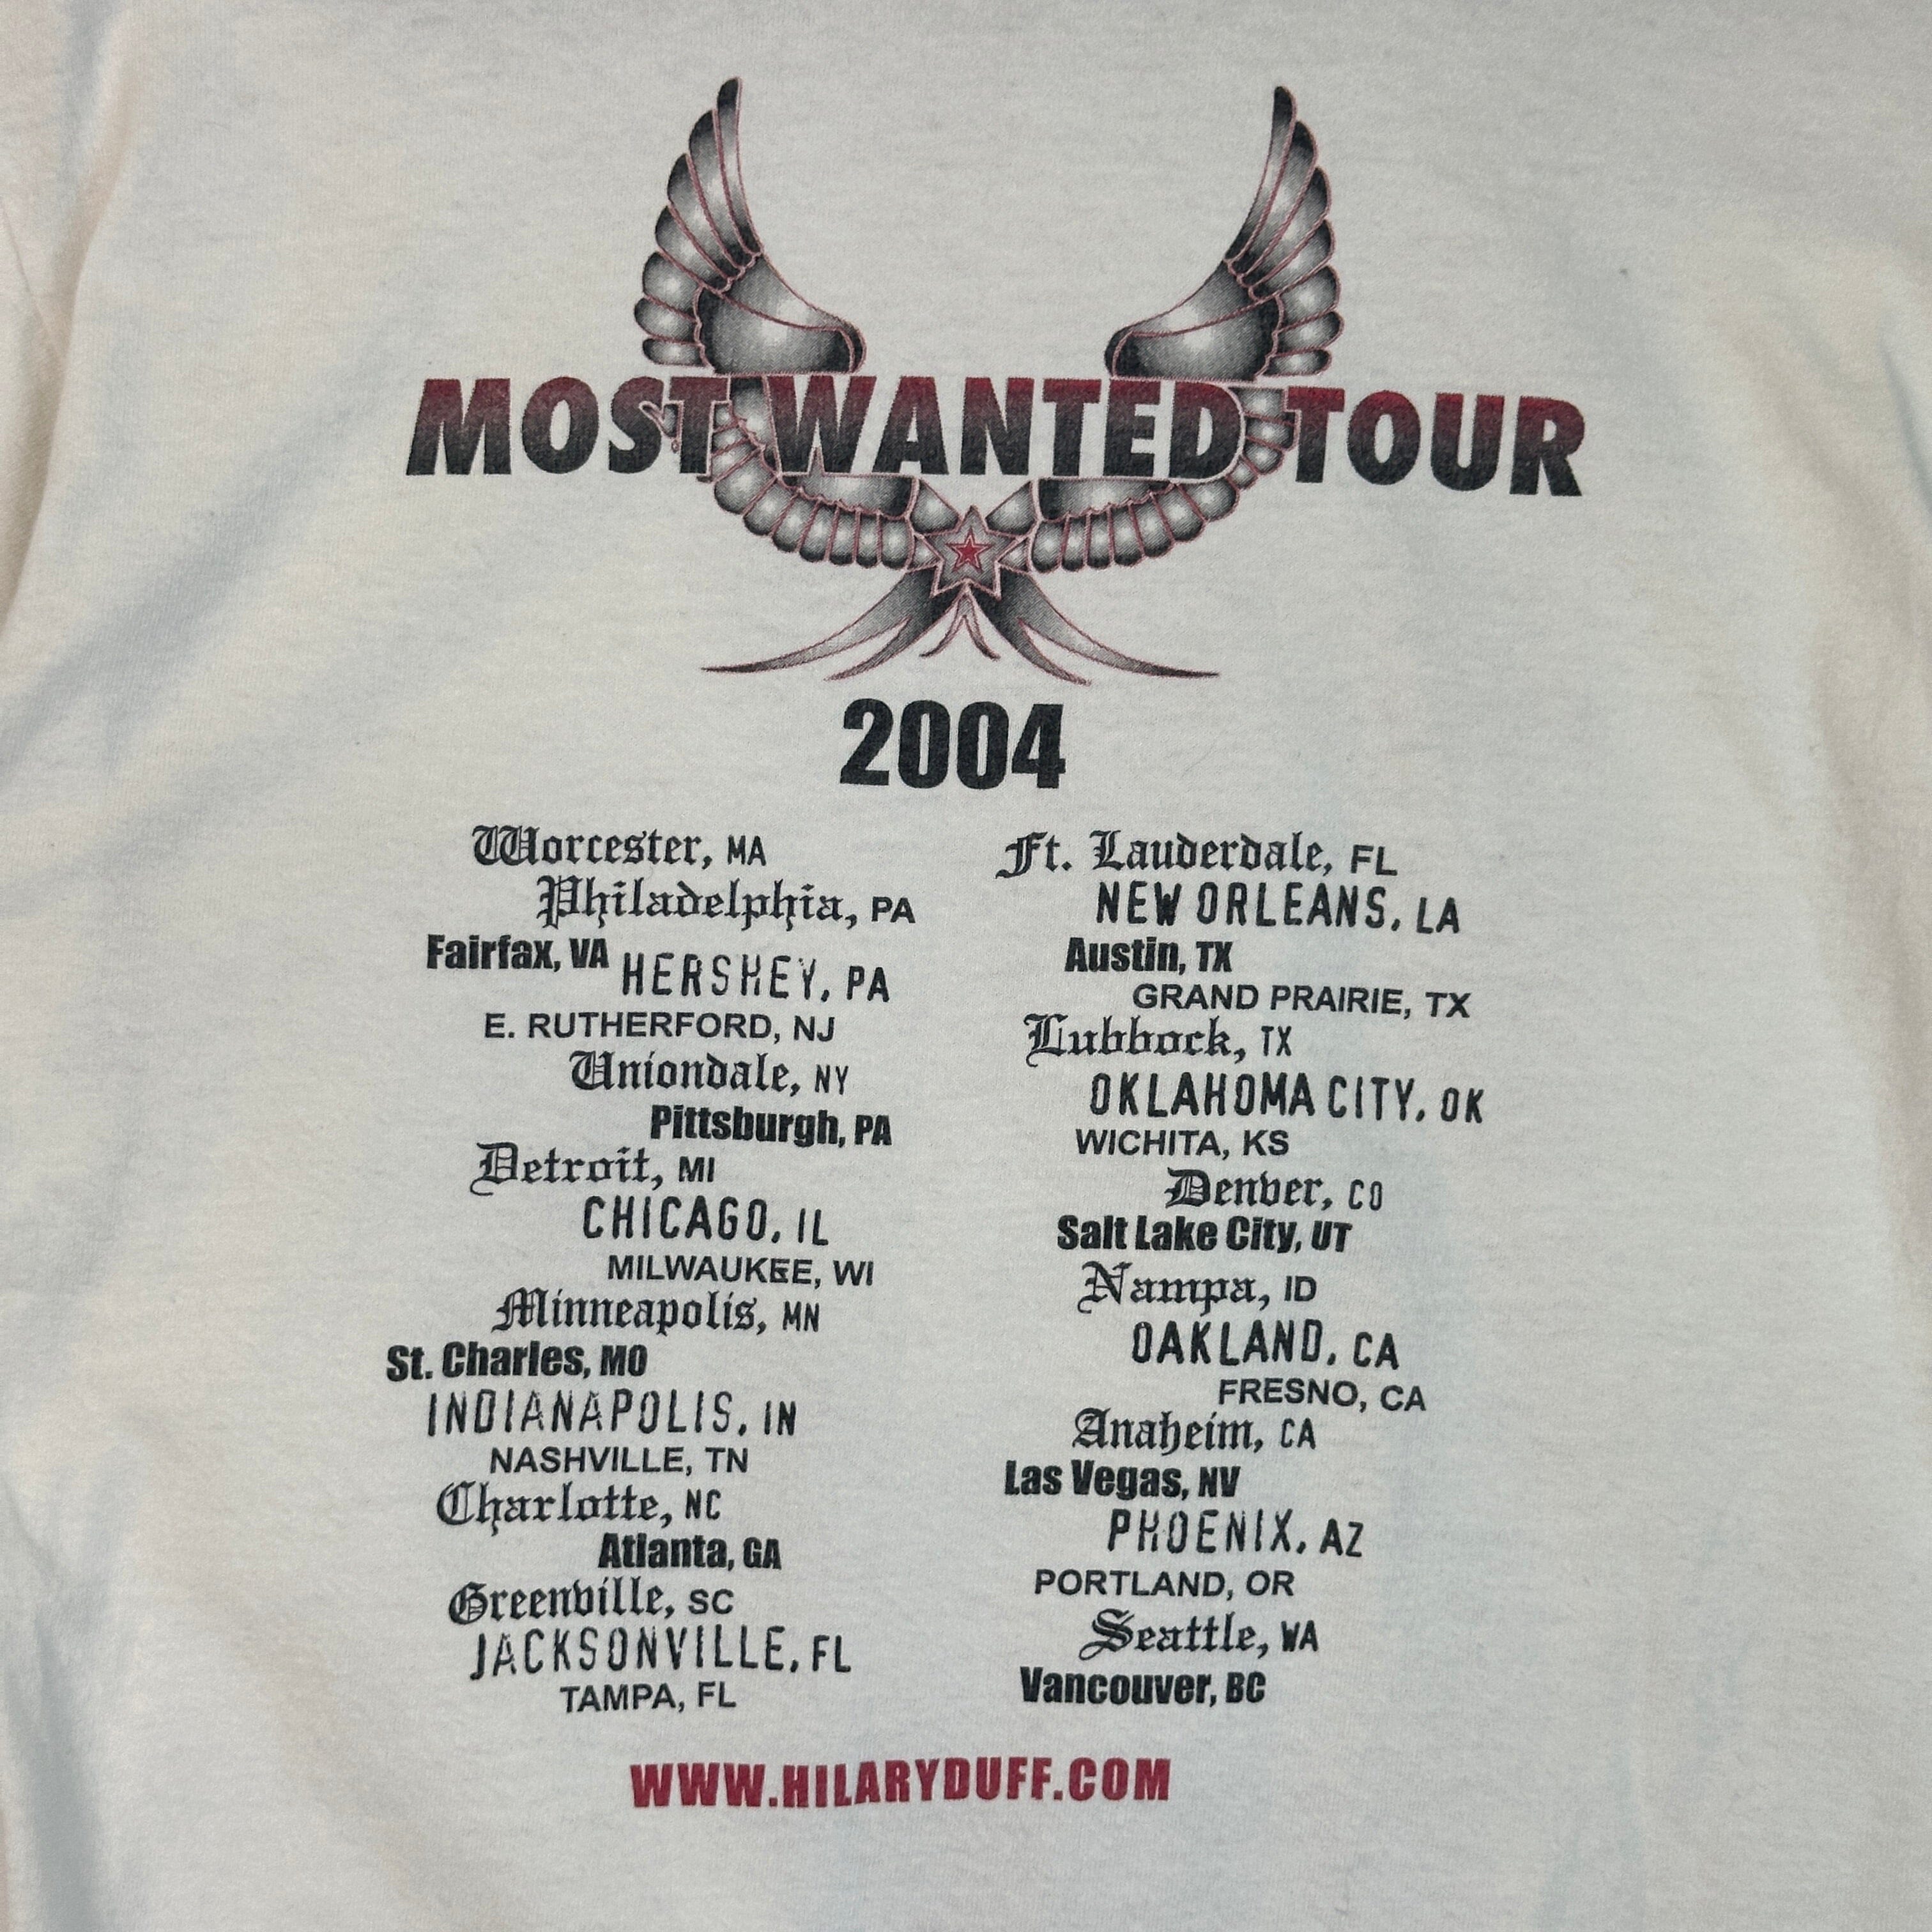 MOST WANTED TOUR
2004
Worcester, MA
Philadelphia, PA
Fairfax, VA HERSHEY, PA
E. RUTHERFORD, NJ
Uniondale, NY
Pittsburgh, PA
Detroit, MI
CHICAGO, IL
MILWAUKEE, WI
Minneapolis, MN
St. Charles, MO
INDIANAPOLIS, IN
NASHVILLE, TN
Charlotte, NC
Atlanta, GA
Greenville, SC
JACKSONVILLE, FL
TAMPA, FL
Ft. Lauderdale, FL
NEW ORLEANS, LA
Austin, TX
GRAND PRAIRIE, TX
Lubbock, TX
OKLAHOMA CITY, OK
WICHITA, KS
Denver, CO
Salt Lake City, UT
Nampa, ID
OAKLAND, CA
FRESNO, CA
Anaheim, CA
Las Vegas, NV
PHOENIX, AZ
PORTLAND, OR
Seattle, WA
Vancouver, BC
WWW.HILARYDUFF.COM